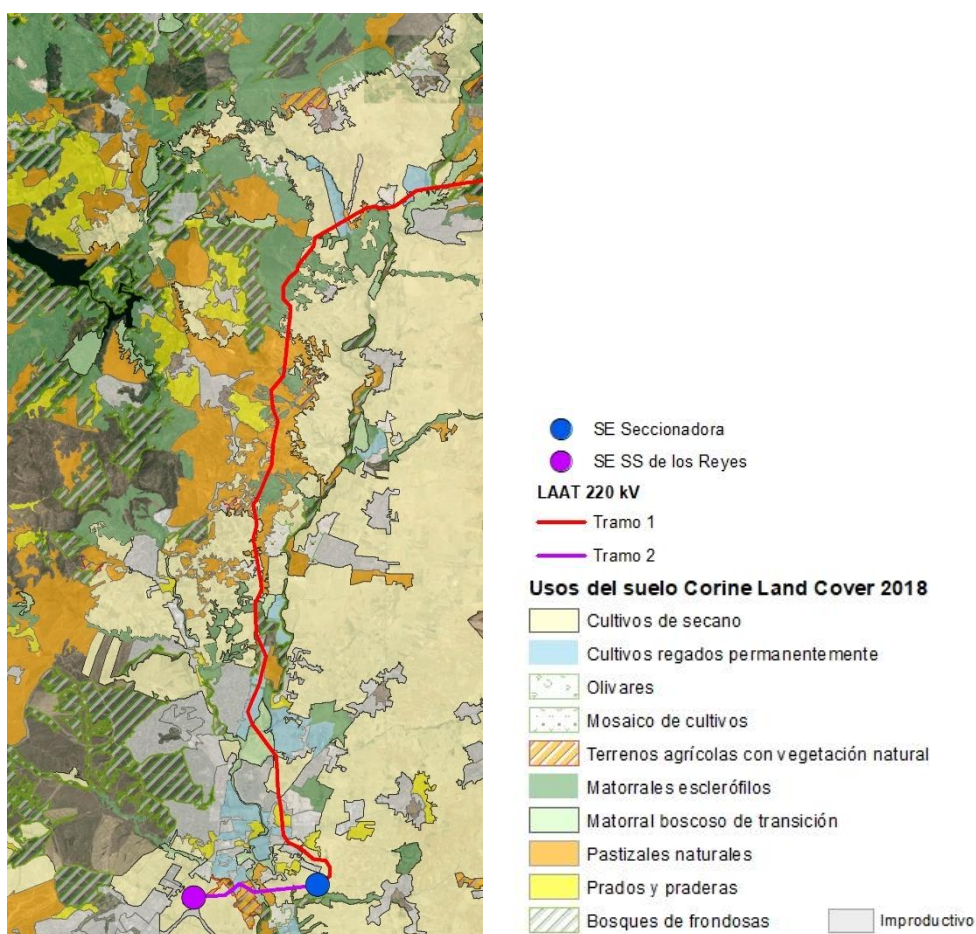 SE Seccionadora
SE SS de los Reyes
LAAT 220 kV
Tramo 1
Tramo 2
Usos del suelo Corine Land Cover 2018
Cultivos de secano
Cultivos regados permanentemente
Olivares
Mosaico de cultivos
Terrenos agrícolas con vegetación natural
Matorrales esclerófilos
Matorral boscoso de transición
Pastizales naturales
Prados y praderas
Bosques de frondosas
Improductivo